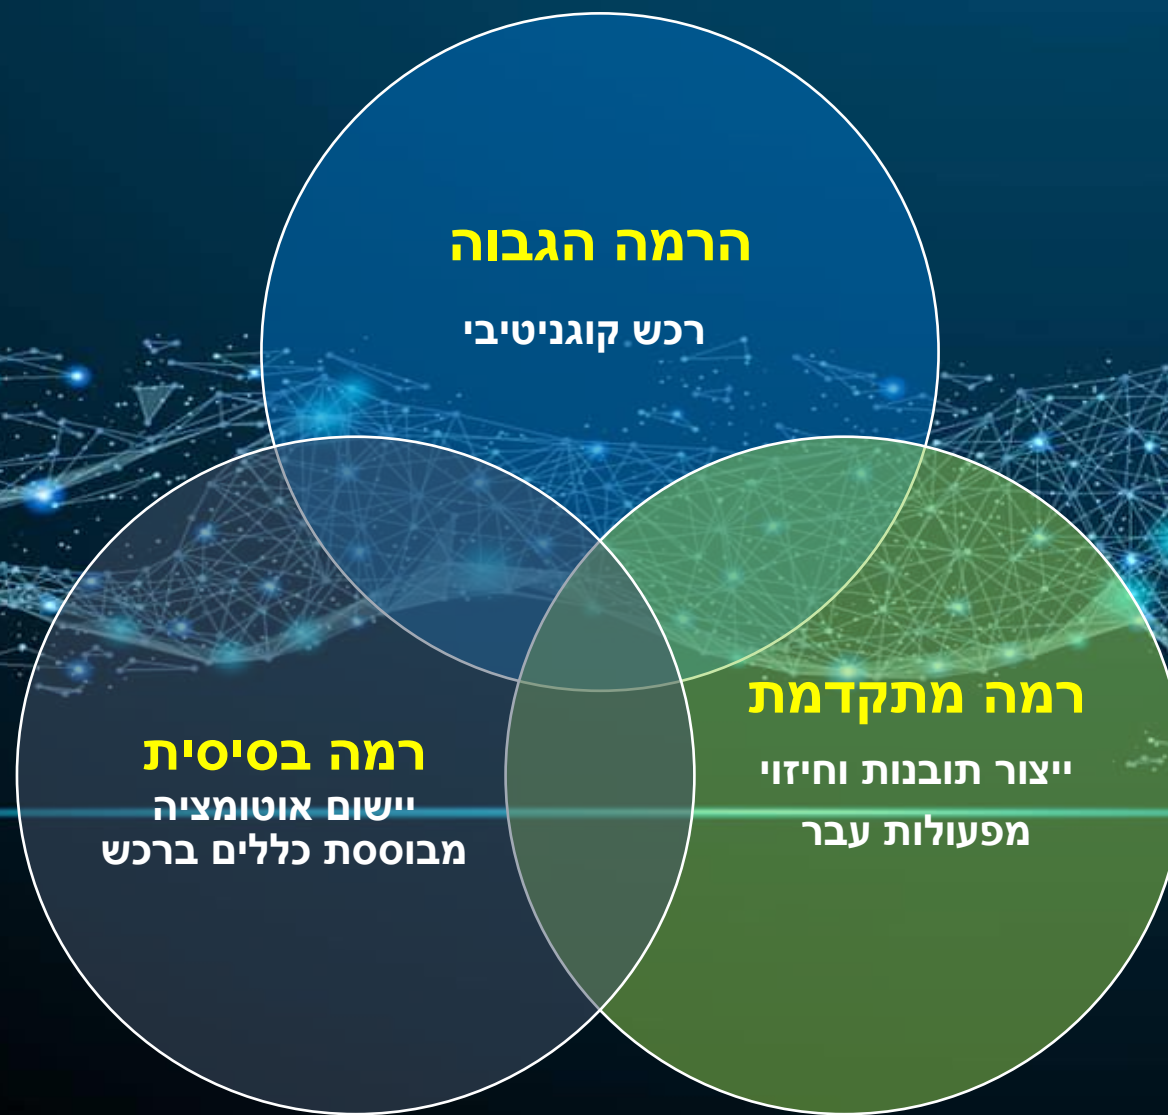 הרמה הגבוה
רכש קוגניטיבי
רמה מתקדמת
ייצור תובנות וחיזוי
מפעולות עבר
רמה בסיסית
יישום אוטומציה
מבוססת כללים ברכש